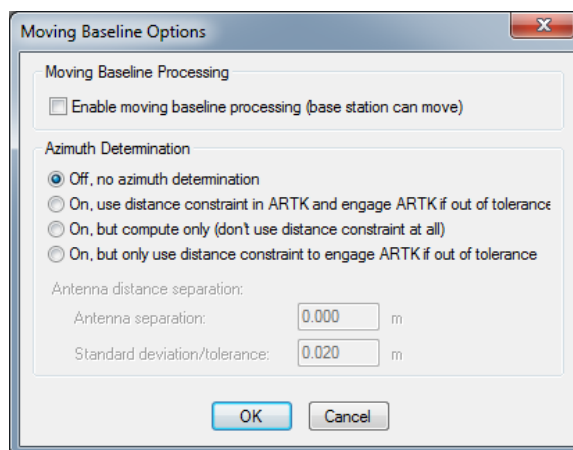 Moving Baseline Options
Moving Baseline Processing
Enable moving baseline processing (base station can move)
Azimuth Determination
Off, no azimuth determination
On, use distance constraint in ARTK and engage ARTK if out of tolerance
On, but compute only (don't use distance constraint at all)
On, but only use distance constraint to engage ARTK if out of tolerance
Antenna distance separation:
Antenna separation: 0.000 m
Standard deviation/tolerance: 0.020 m
OK Cancel